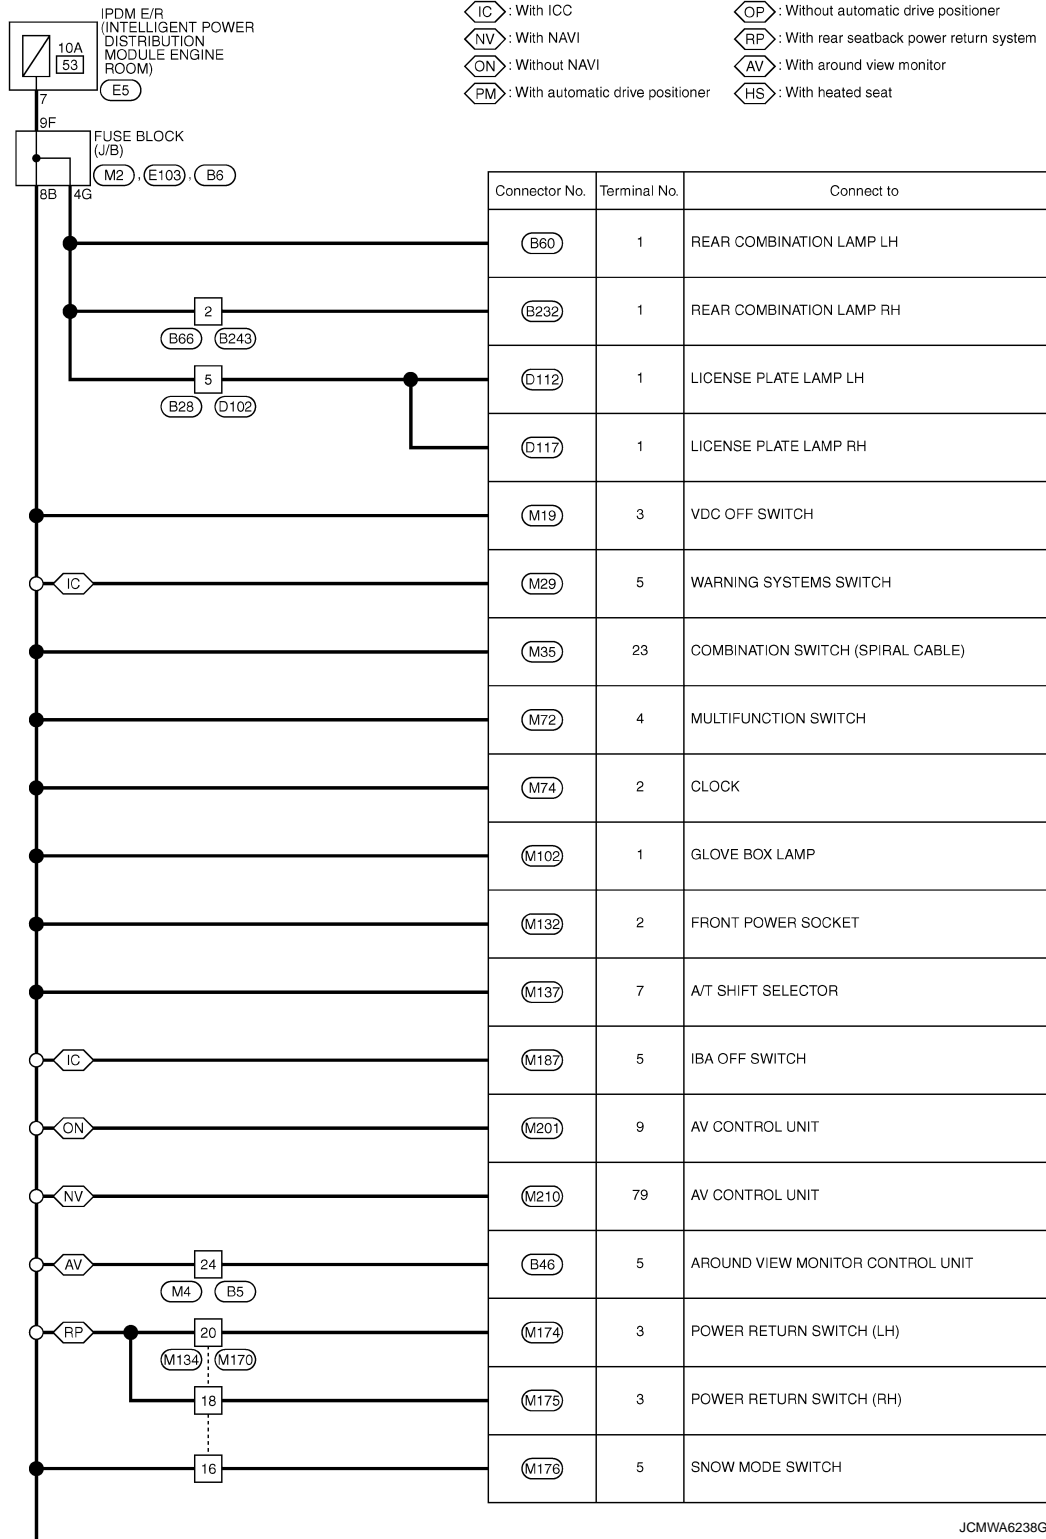 IPDM E/R
(INTELLIGENT POWER
DISTRIBUTION
MODULE ENGINE
ROOM)
10A
53
E5
7
9F
FUSE BLOCK
(J/B)
M2 , E103 , B6
8B 4G
IC : With ICC
NV : With NAVI
ON : Without NAVI
PM : With automatic drive positioner
OP : Without automatic drive positioner
RP : With rear seatback power return system
AV : With around view monitor
HS : With heated seat
Connector No. Terminal No. Connect to
B60 1 REAR COMBINATION LAMP LH
2 B232 1 REAR COMBINATION LAMP RH
B66 B243
5 D112 1 LICENSE PLATE LAMP LH
B28 D102
D117 1 LICENSE PLATE LAMP RH
M19 3 VDC OFF SWITCH
IC M29 5 WARNING SYSTEMS SWITCH
M35 23 COMBINATION SWITCH (SPIRAL CABLE)
M72 4 MULTIFUNCTION SWITCH
M74 2 CLOCK
M102 1 GLOVE BOX LAMP
M132 2 FRONT POWER SOCKET
M137 7 A/T SHIFT SELECTOR
IC M187 5 IBA OFF SWITCH
ON M201 9 AV CONTROL UNIT
NV M210 79 AV CONTROL UNIT
AV 24 B46 5 AROUND VIEW MONITOR CONTROL UNIT
M4 B5
RP 20 M174 3 POWER RETURN SWITCH (LH)
M134 M170
18 M175 3 POWER RETURN SWITCH (RH)
16 M176 5 SNOW MODE SWITCH
JCMWA6238G